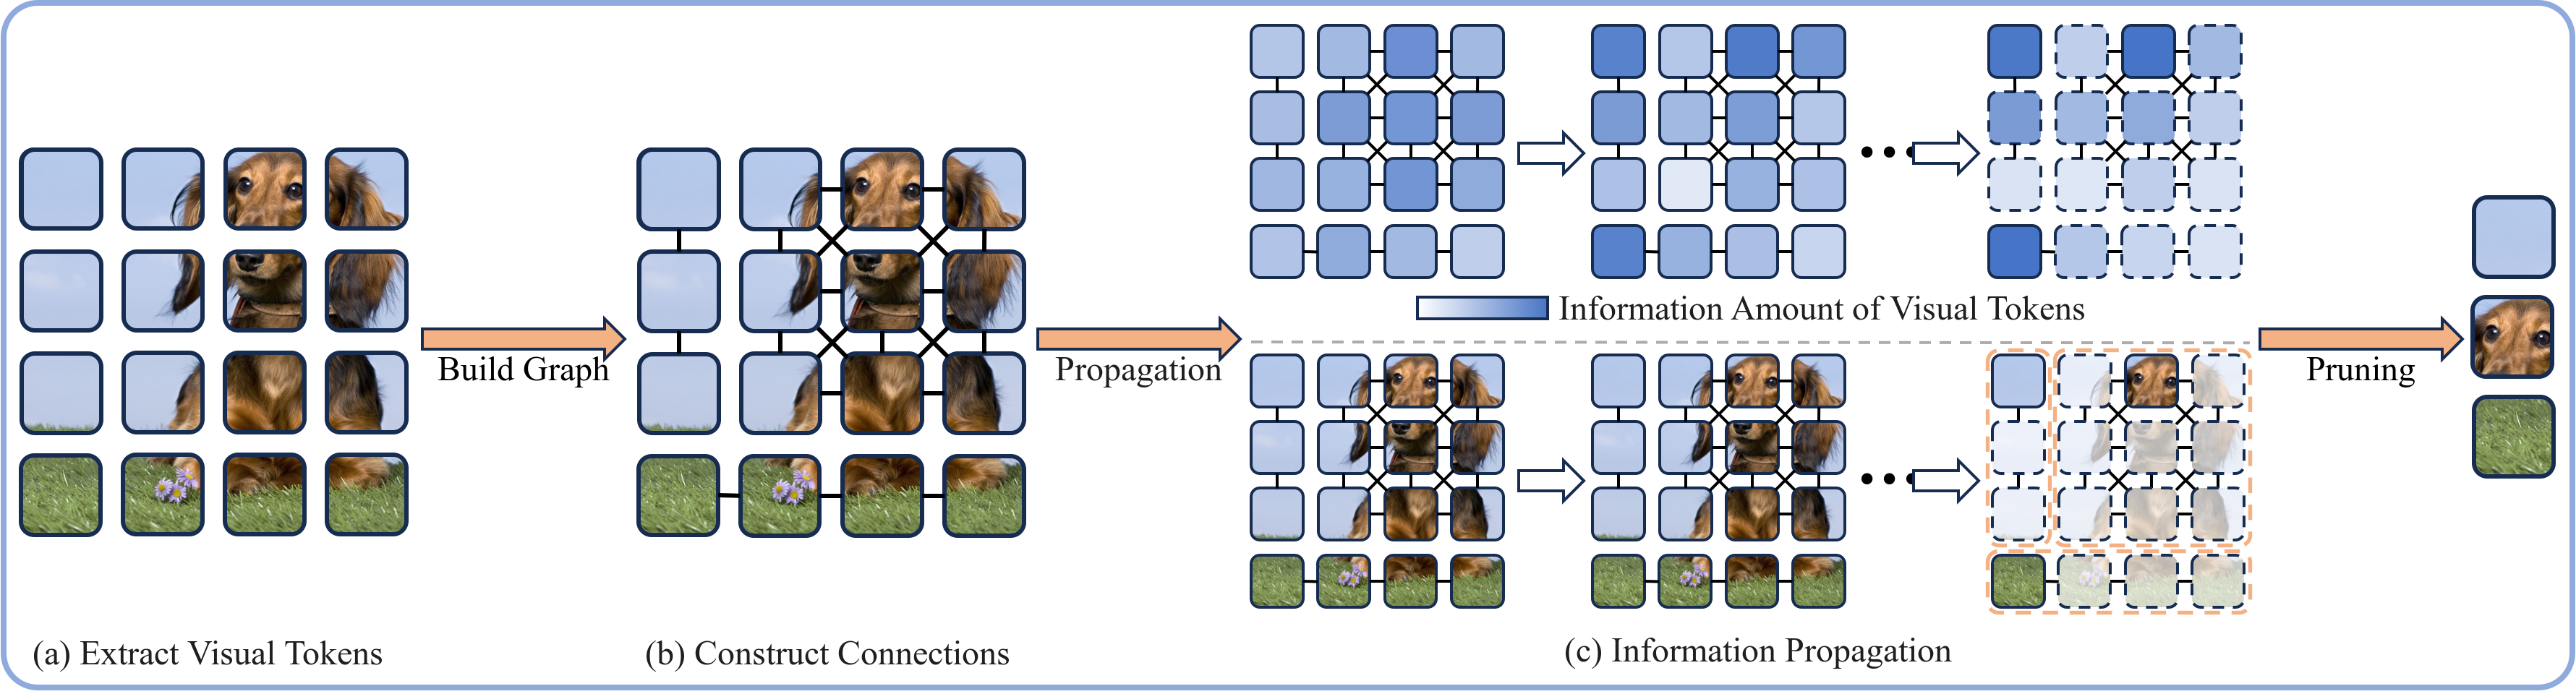 Build Graph
Propagation
Information Amount of Visual Tokens
Pruning
(a) Extract Visual Tokens
(b) Construct Connections
(c) Information Propagation